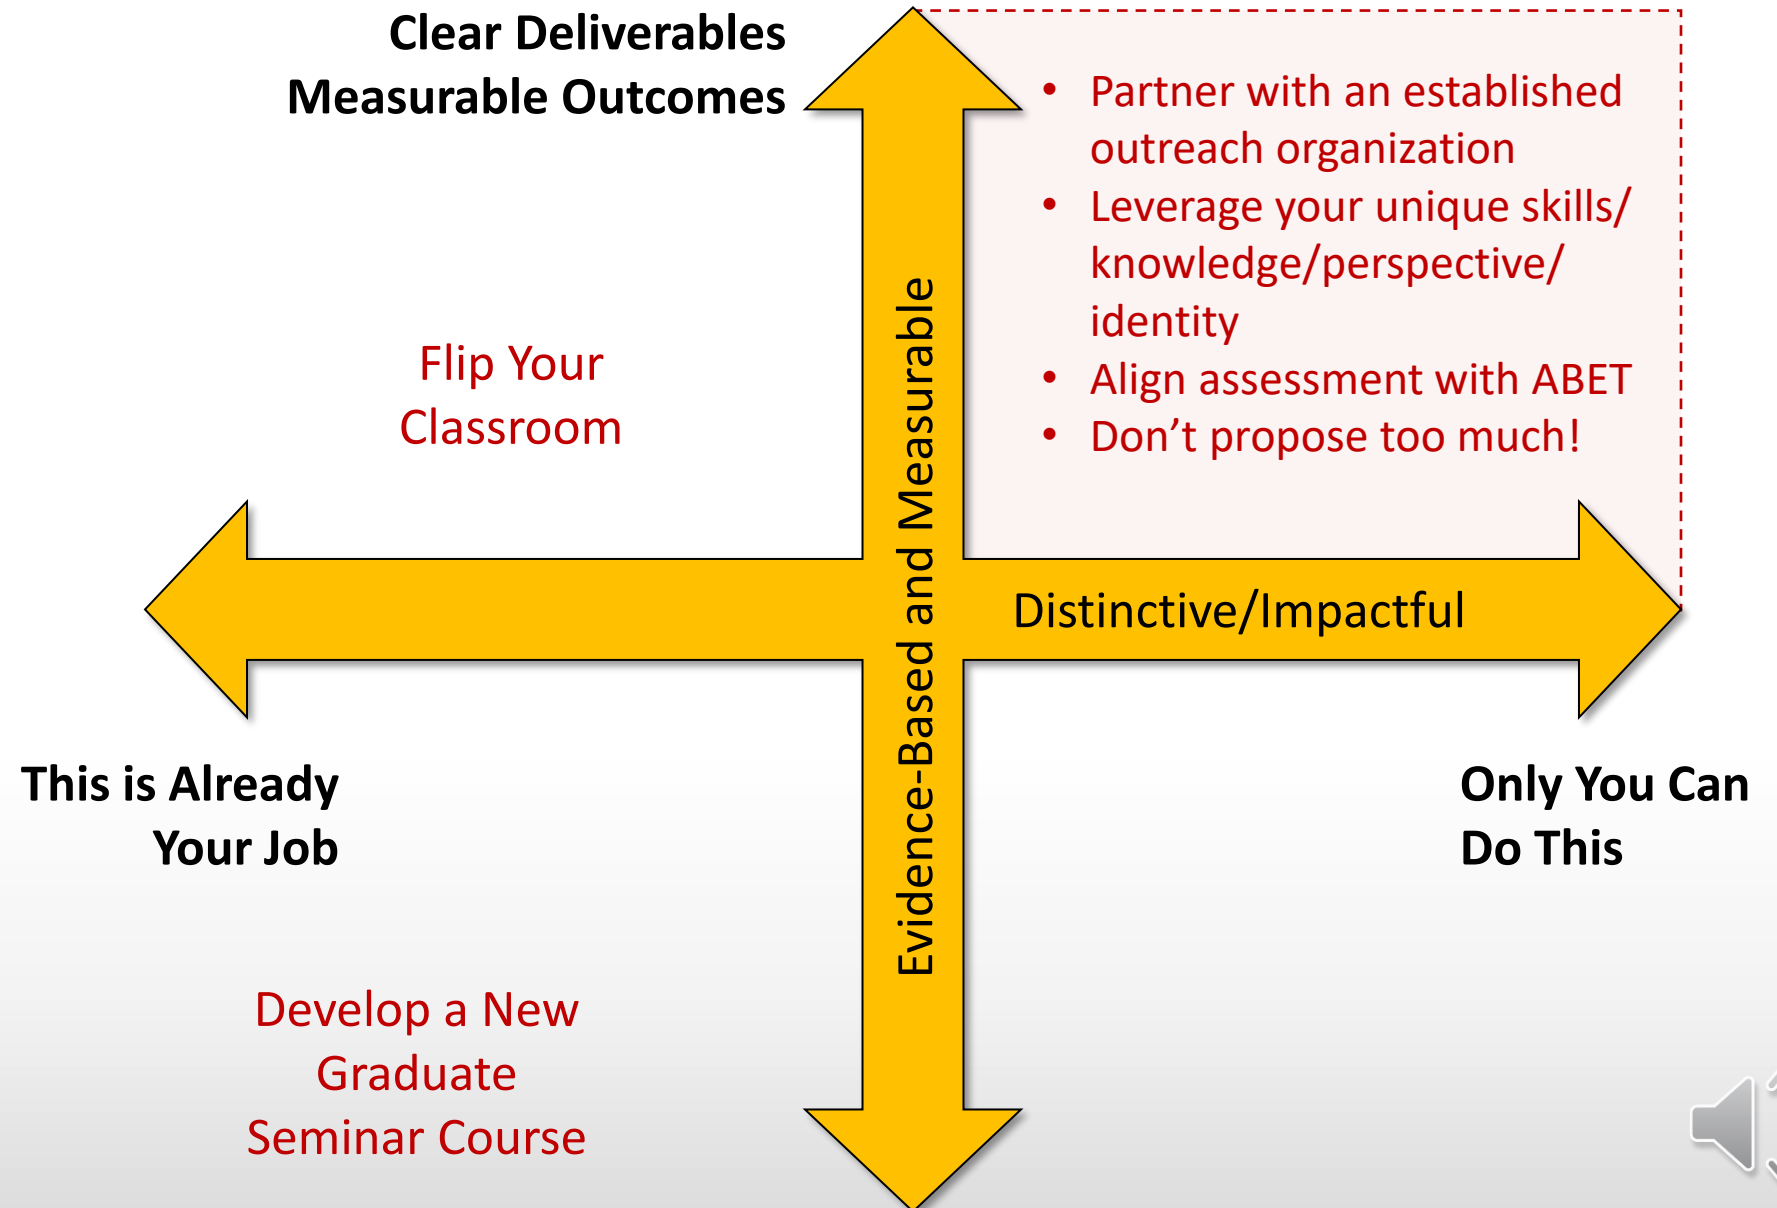 Clear Deliverables
Measurable Outcomes
• Partner with an established
outreach organization
• Leverage your unique skills/
knowledge/perspective/
identity
• Align assessment with ABET
• Don’t propose too much!
Flip Your
Classroom
Evidence-Based and Measurable
Distinctive/Impactful
This is Already
Your Job
Only You Can
Do This
Develop a New
Graduate
Seminar Course